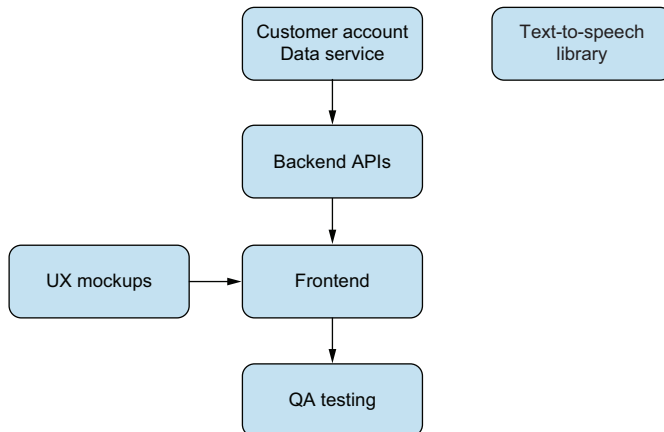 Customer account
Data service
Text-to-speech
library
Backend APIs
UX mockups
Frontend
QA testing